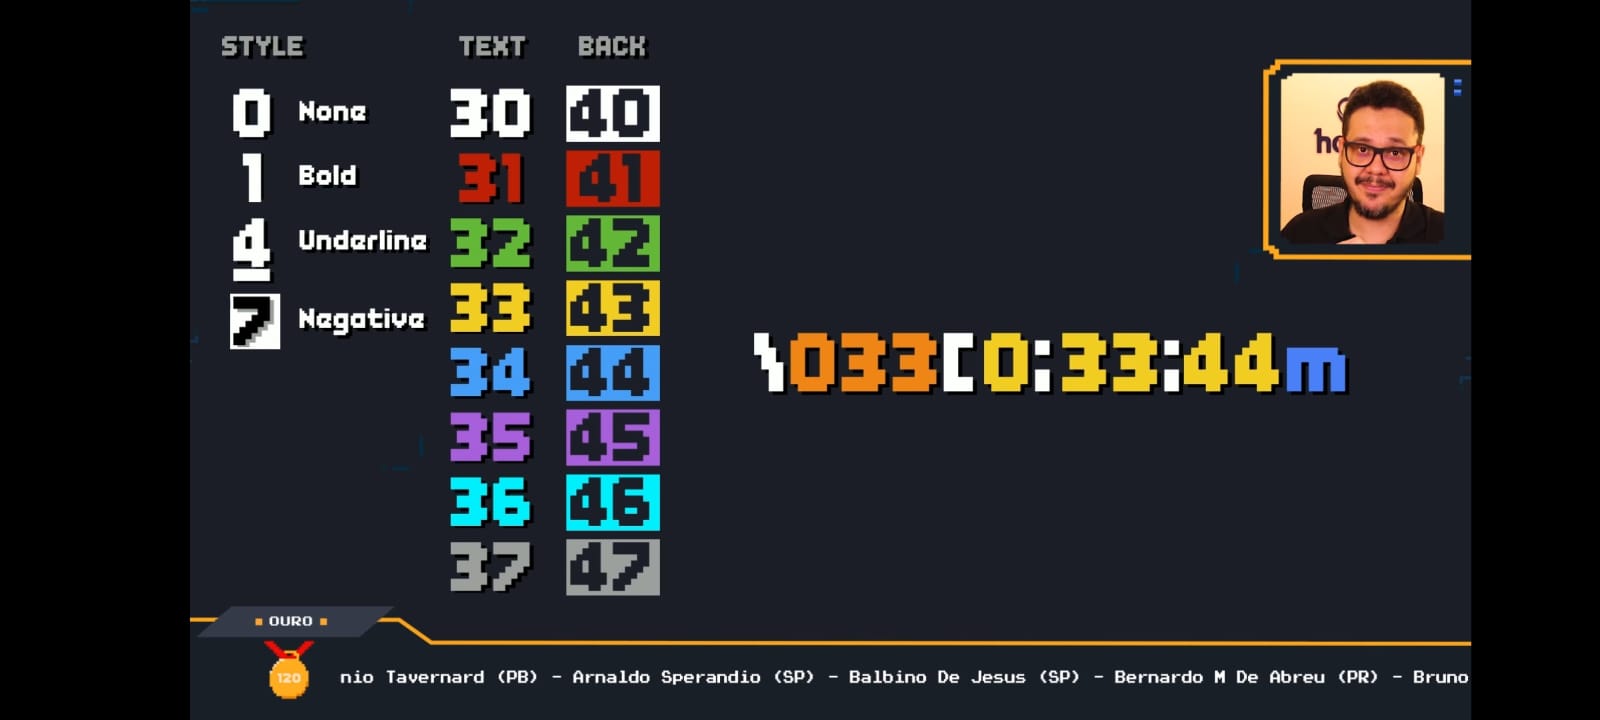 STYLE TEXT BACK
0 None 30 40
1 Bold 31 41
4 Underline 32 42
7 Negative 33 43
34 44
35 45
36 46
37 47
\033[0:33:44m
OURO
120
nio Tavernard (PB) - Arnaldo Sperandio (SP) - Balbino De Jesus (SP) - Bernardo M De Abreu (PR) - Bruno